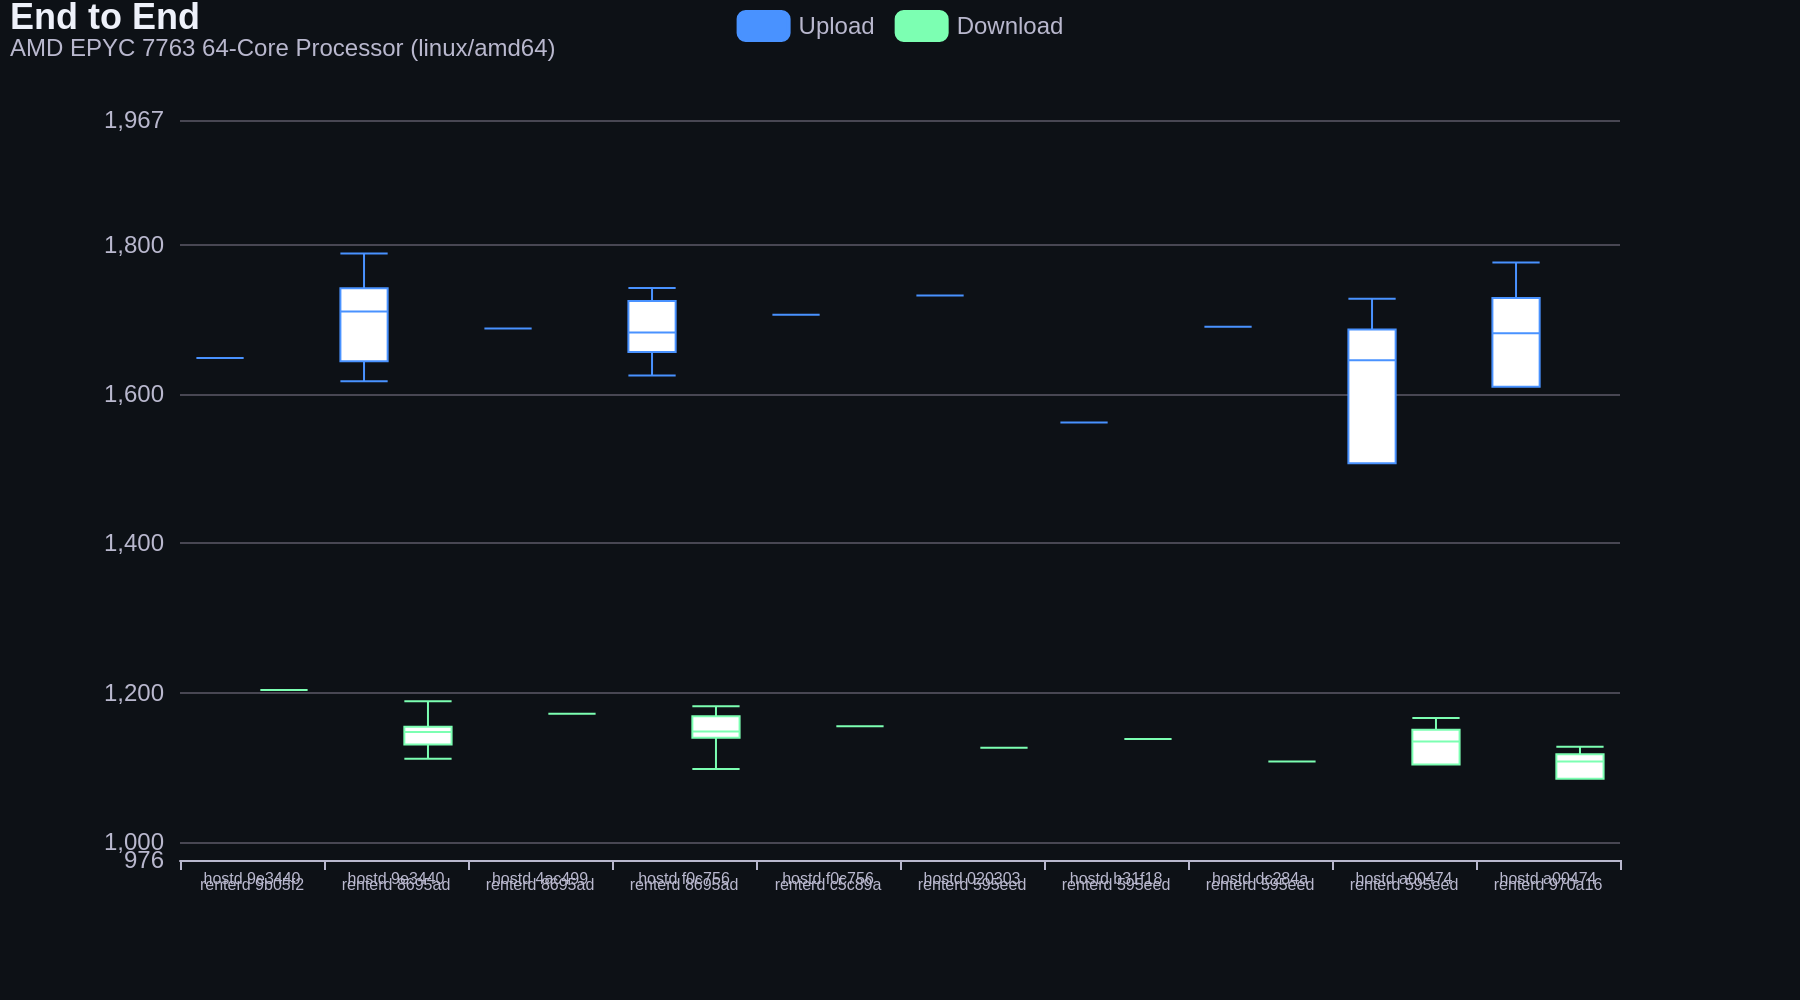 End to End
AMD EPYC 7763 64-Core Processor (linux/amd64)
Upload
Download
1,967
1,800
1,600
1,400
1,200
1,000
976
hostd 9e3440
renterd 9b05f2
hostd 9e3440
renterd 8695ad
hostd 4ac499
renterd 8695ad
hostd f0c756
renterd 8695ad
hostd f0c756
renterd c5c89a
hostd 020303
renterd 595eed
hostd b31f18
renterd 595eed
hostd dc284a
renterd 595eed
hostd a00474
renterd 595eed
hostd a00474
renterd 970a16